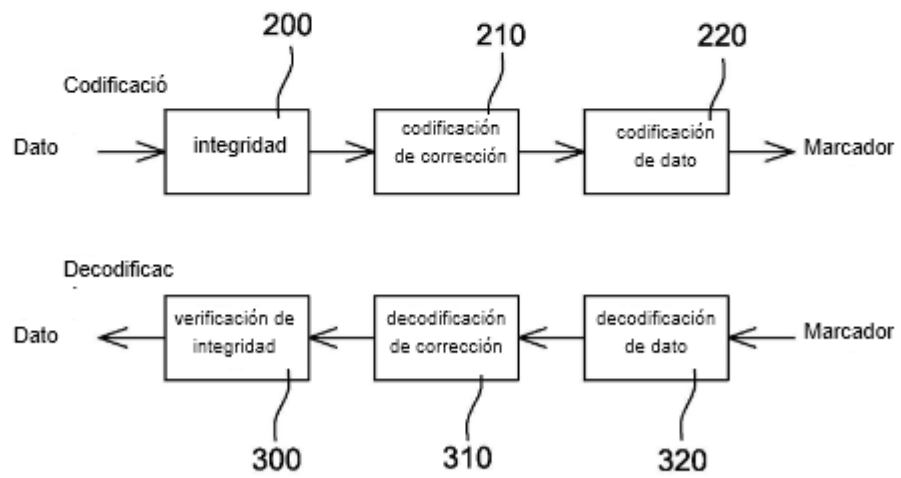 200
210
220
Codificació
Dato
integridad
codificación
de corrección
codificación
de dato
Marcador
Decodificac
Dato
verificación de
integridad
decodificación
de corrección
decodificación
de dato
Marcador
300
310
320